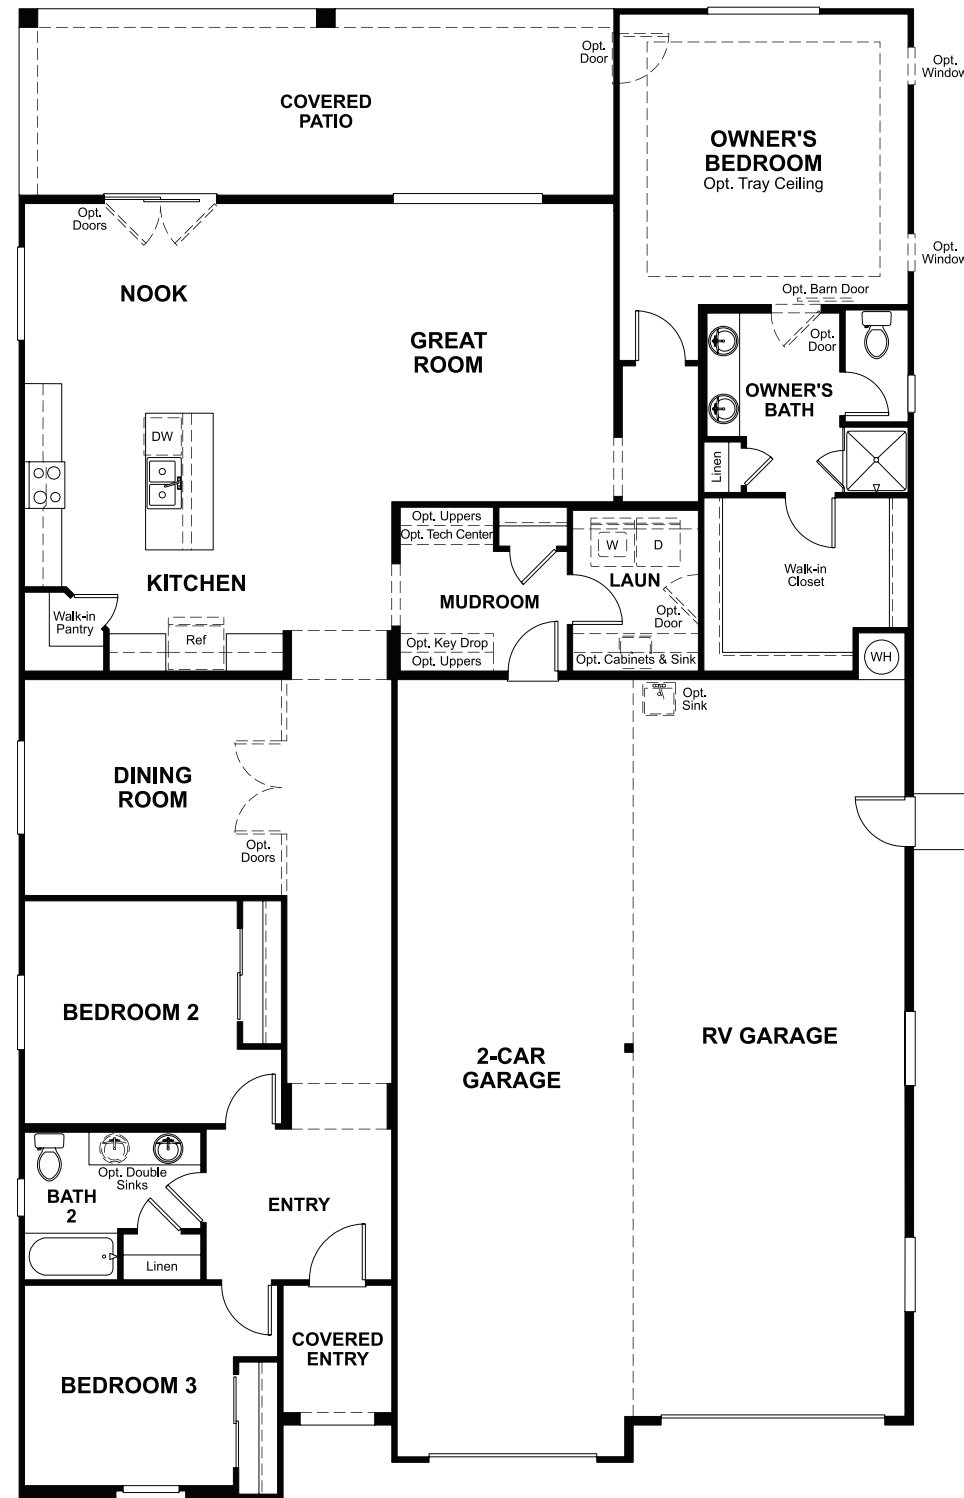 Opt.
Door
Opt.
Window
COVERED
PATIO
OWNER'S
BEDROOM
Opt. Tray Ceiling
Opt.
Doors
Opt.
Window
NOOK
Opt. Barn Door
GREAT
ROOM
Opt.
Door
OWNER'S
BATH
DW
Linen
Opt. Uppers
Opt. Tech Center
W
D
LAUN
Walk-in
Closet
KITCHEN
MUDROOM
Opt.
Door
Walk-in
Pantry
Ref
Opt. Key Drop
Opt. Uppers
Opt. Cabinets & Sink
WH
Opt.
Sink
DINING
ROOM
Opt.
Doors
BEDROOM 2
2-CAR
GARAGE
RV GARAGE
Opt. Double
Sinks
BATH
2
ENTRY
Linen
COVERED
ENTRY
BEDROOM 3